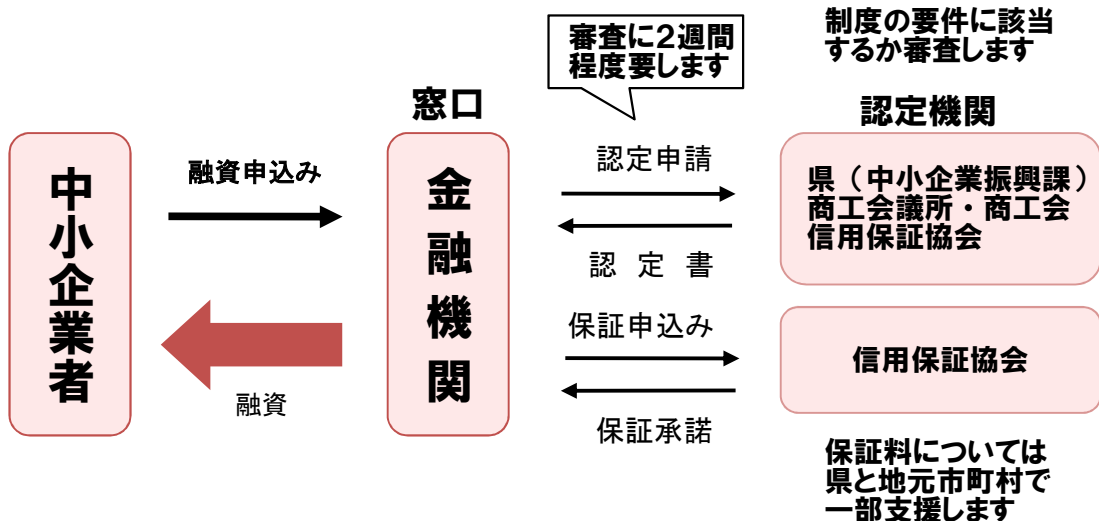 審査に2週間
程度要します
制度の要件に該当
するか審査します
窓口
認定機関
中小企業者
融資申込み
融資
金融機関
認定申請
認 定 書
県(中小企業振興課)
商工会議所・商工会
信用保証協会
保証申込み
保証承諾
信用保証協会
保証料については
県と地元市町村で
一部支援します